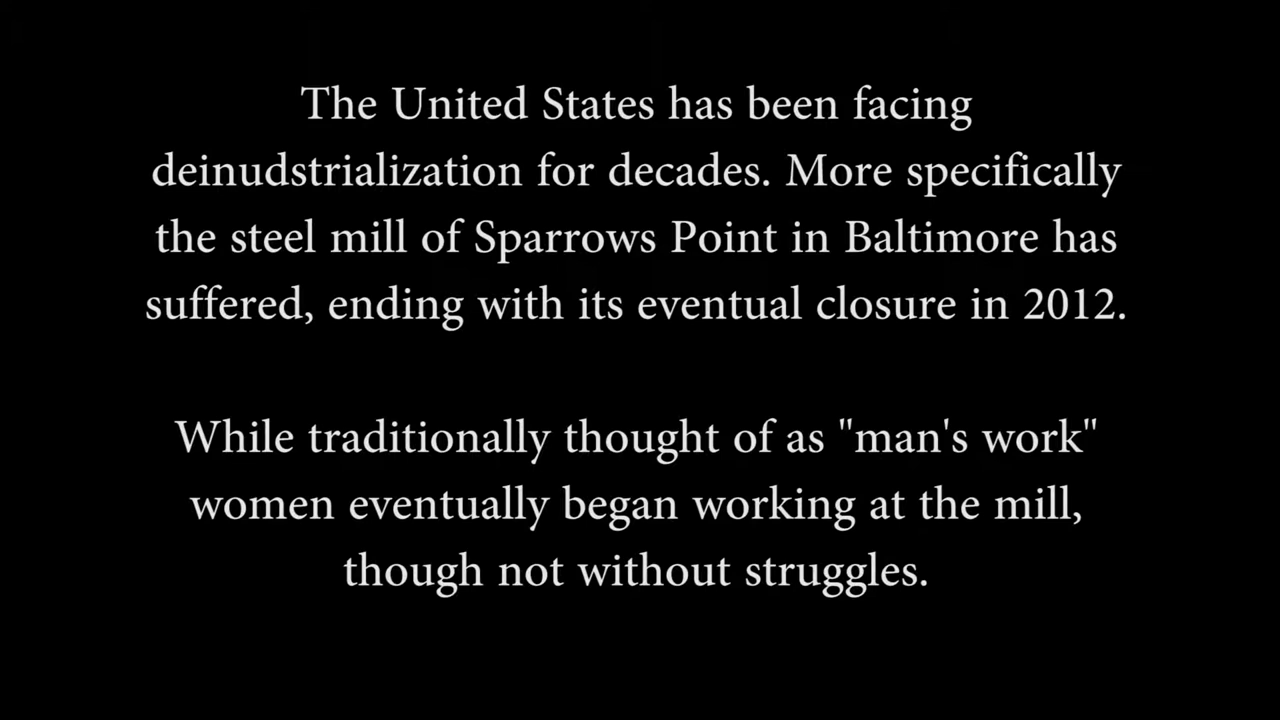 The United States has been facing
deinudstrialization for decades. More specifically
the steel mill of Sparrows Point in Baltimore has
suffered, ending with its eventual closure in 2012.
While traditionally thought of as "man's work"
women eventually began working at the mill,
though not without struggles.